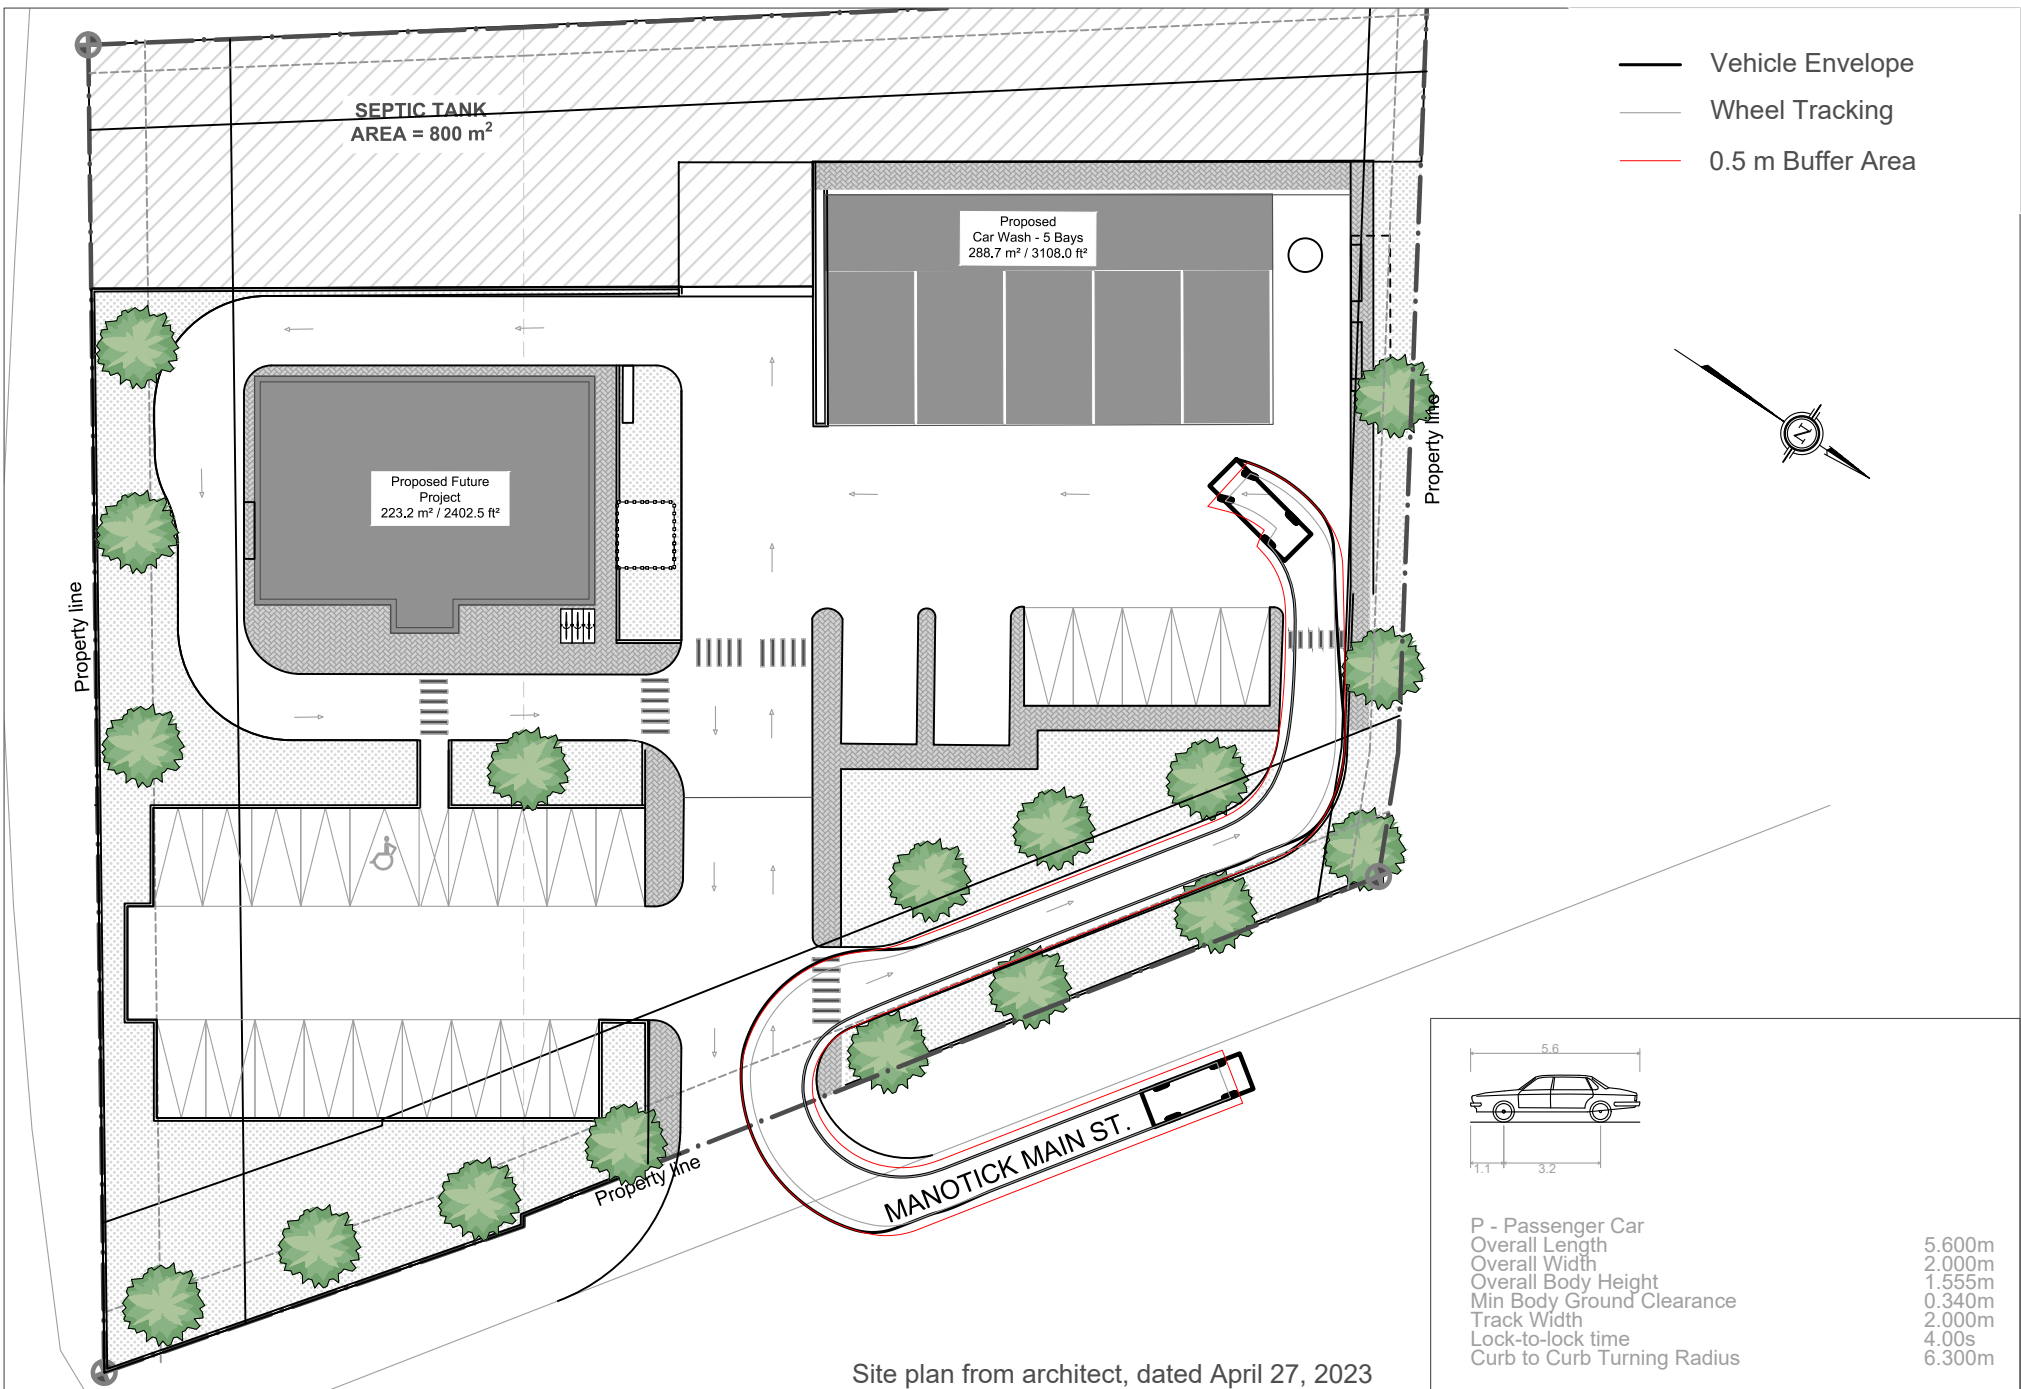 Vehicle Envelope
Wheel Tracking
0.5 m Buffer Area
SEPTIC TANK
AREA = 800 m²
Proposed
Car Wash - 5 Bays
288.7 m² / 3108.0 ft²
Property line
N
Proposed Future
Project
223.2 m² / 2402.5 ft²
Property line
Property line
MANOTICK MAIN ST.
5.6
1.1
3.2
P - Passenger Car
Overall Length 5.600m
Overall Width 2.000m
Overall Body Height 1.555m
Min Body Ground Clearance 0.340m
Track Width 2.000m
Lock-to-lock time 4.00s
Curb to Curb Turning Radius 6.300m
Site plan from architect, dated April 27, 2023